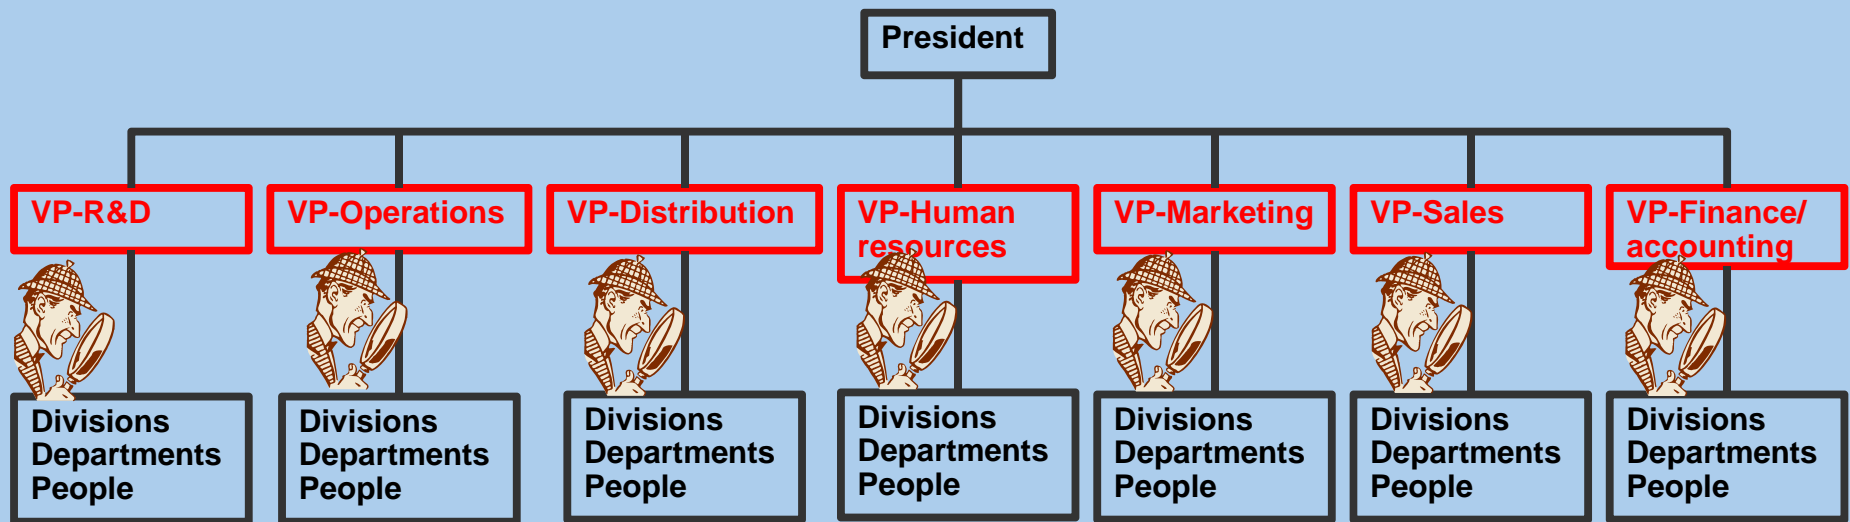 President
VP-R&D
VP-Operations
VP-Distribution
VP-Human
resources
VP-Marketing
VP-Sales
VP-Finance/
accounting
Divisions
Departments
People
Divisions
Departments
People
Divisions
Departments
People
Divisions
Departments
People
Divisions
Departments
People
Divisions
Departments
People
Divisions
Departments
People